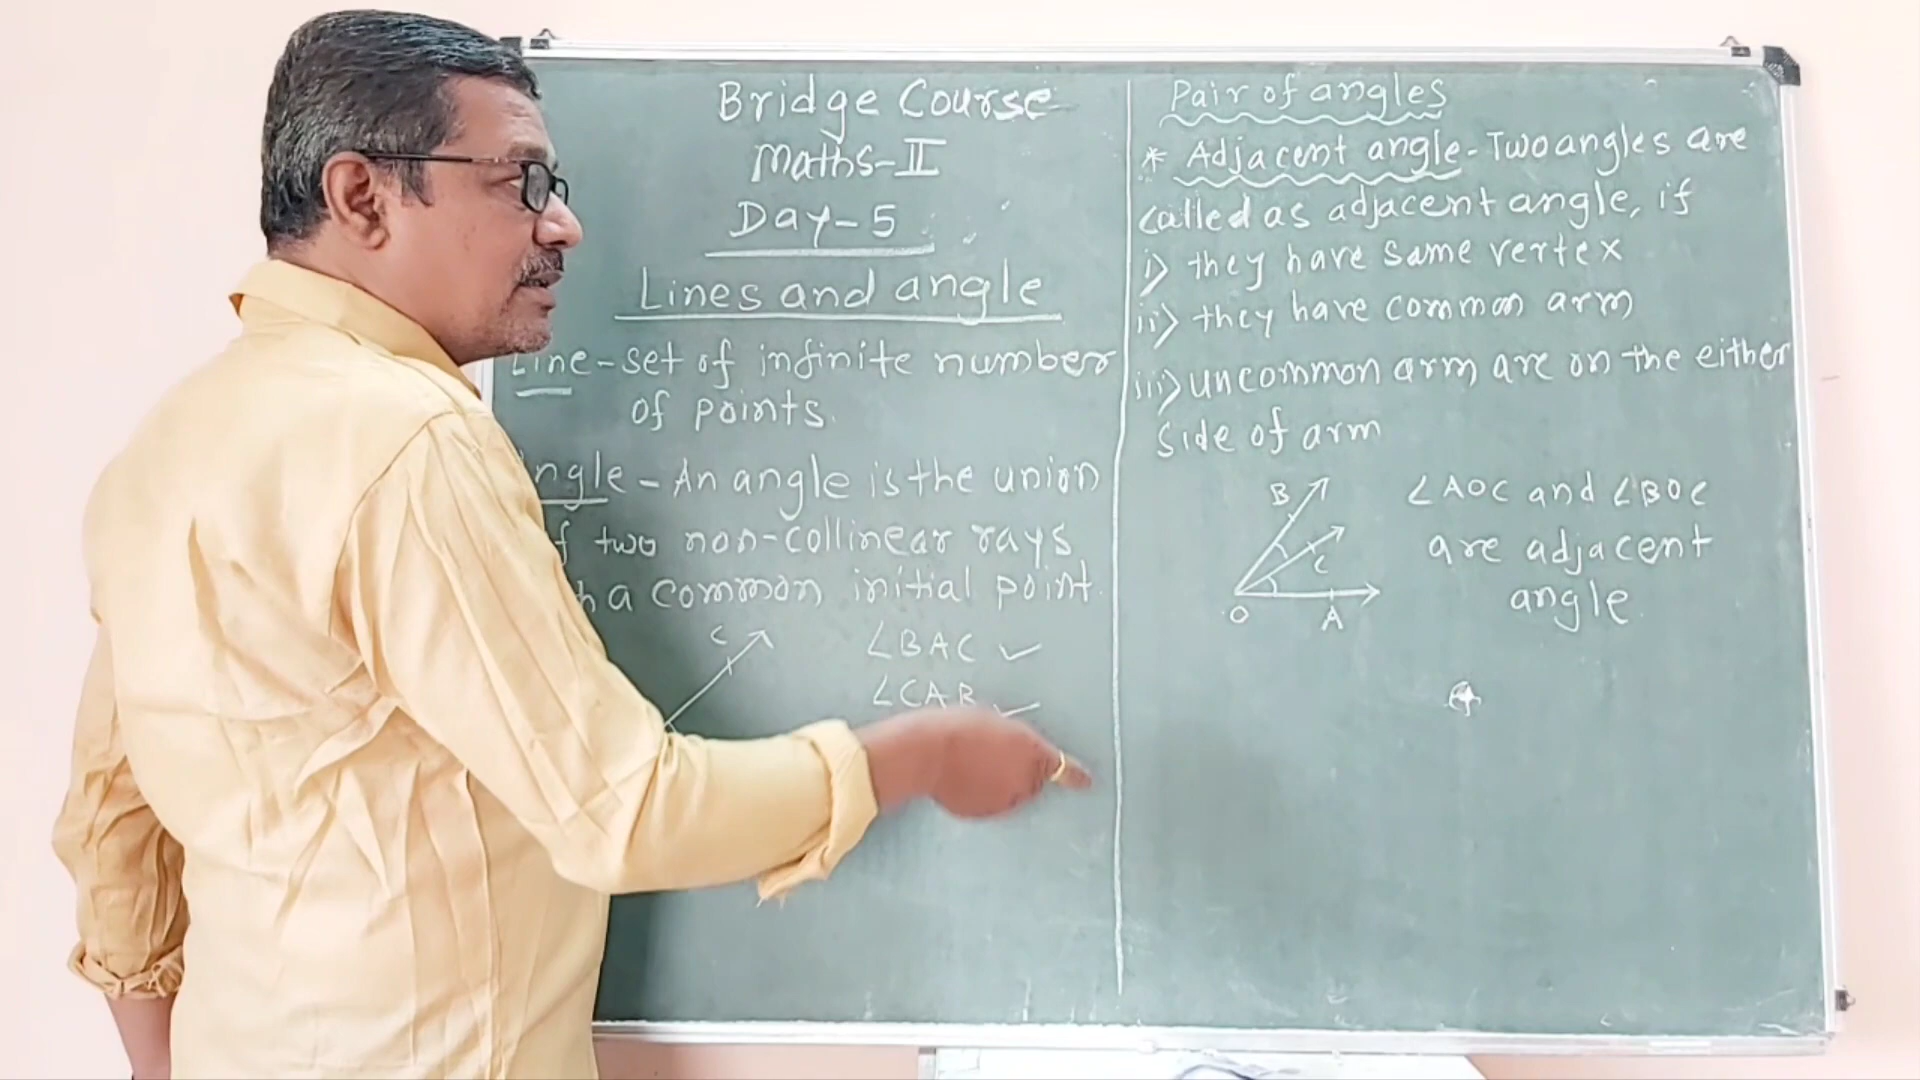 Bridge Course
Maths-II
Day-5
Lines and angle
Line-set of infinite number
of points.
Angle - An angle is the union
of two non-collinear rays
a common initial point.
C
∠BAC ✓
∠CAB ✓
Pair of angles
* Adjacent angle - Two angles are
called as adjacent angle, if
i) they have same vertex
ii) they have common arm
iii) uncommon arm are on the either
side of arm
B
C
O
A
∠AOC and ∠BOC
are adjacent
angle